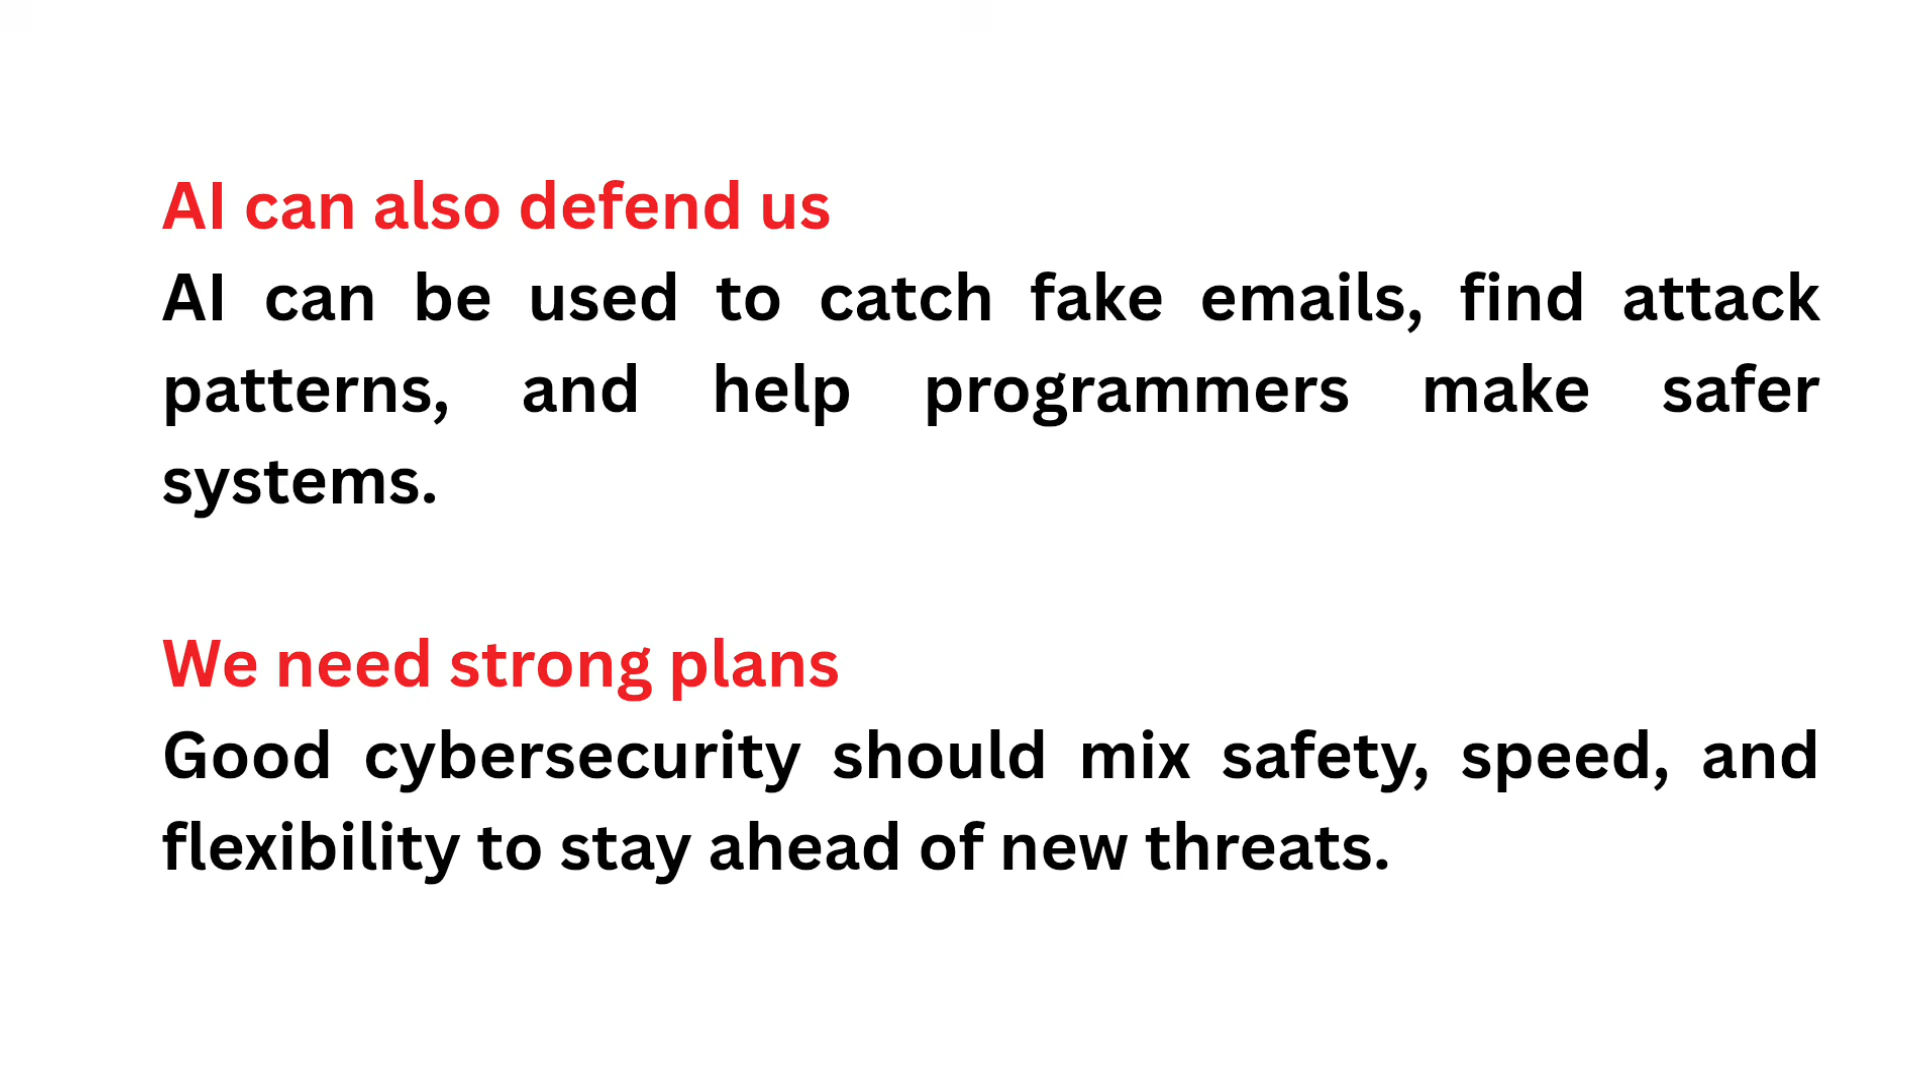 AI can also defend us
AI can be used to catch fake emails, find attack
patterns, and help programmers make safer
systems.
We need strong plans
Good cybersecurity should mix safety, speed, and
flexibility to stay ahead of new threats.